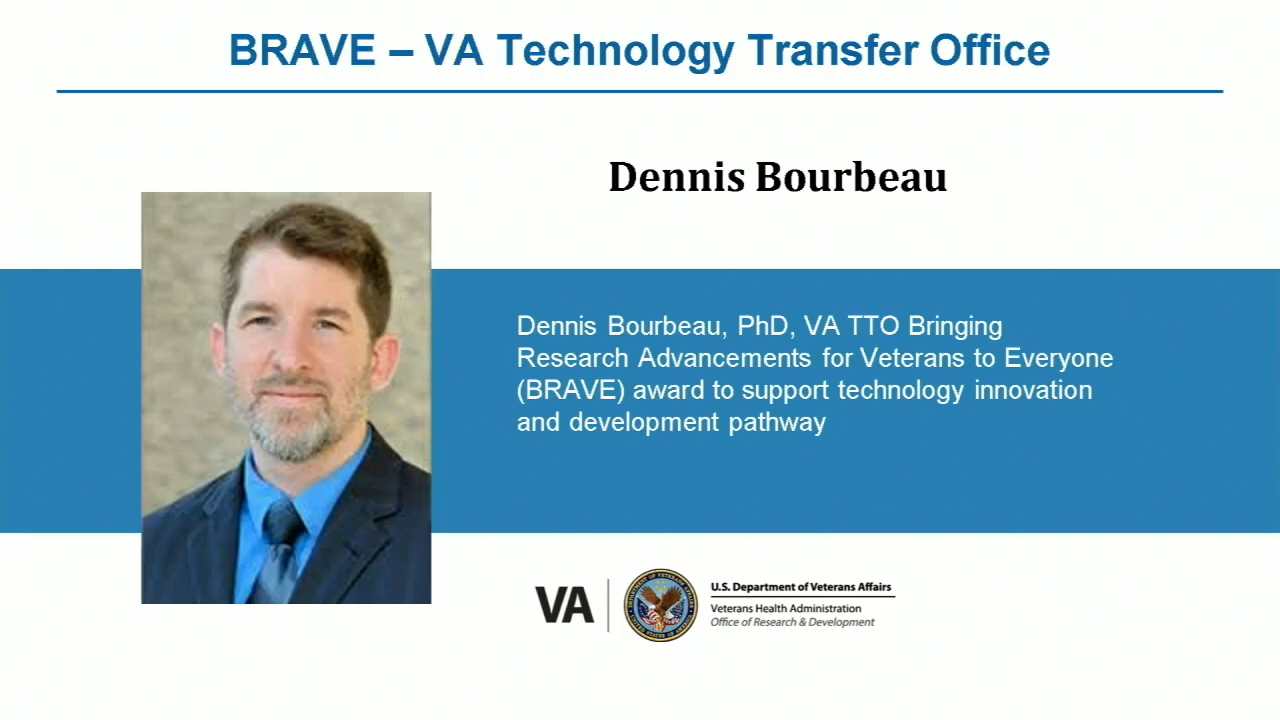 BRAVE – VA Technology Transfer Office
Dennis Bourbeau
Dennis Bourbeau, PhD, VA TTO Bringing
Research Advancements for Veterans to Everyone
(BRAVE) award to support technology innovation
and development pathway
VA
U.S. Department of Veterans Affairs
Veterans Health Administration
Office of Research & Development